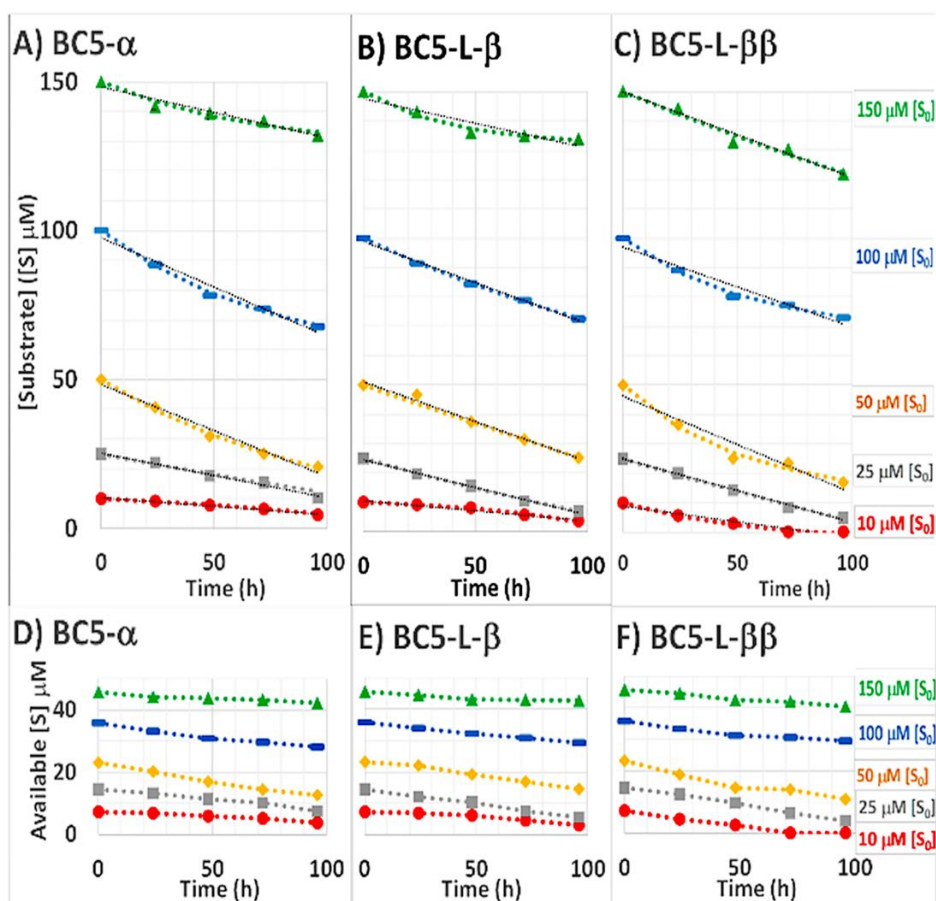 A) BC5-α
B) BC5-L-β
C) BC5-L-ββ
[Substrate] ([S] μM)
150
100
50
0
150 μM [S₀]
100 μM [S₀]
50 μM [S₀]
25 μM [S₀]
10 μM [S₀]
0 50 100
0 50 100
0 50 100
Time (h)
Time (h)
Time (h)
D) BC5-α
E) BC5-L-β
F) BC5-L-ββ
Available [S] μM
40
20
0
150 μM [S₀]
100 μM [S₀]
50 μM [S₀]
25 μM [S₀]
10 μM [S₀]
0 50 100
0 50 100
0 50 100
Time (h)
Time (h)
Time (h)